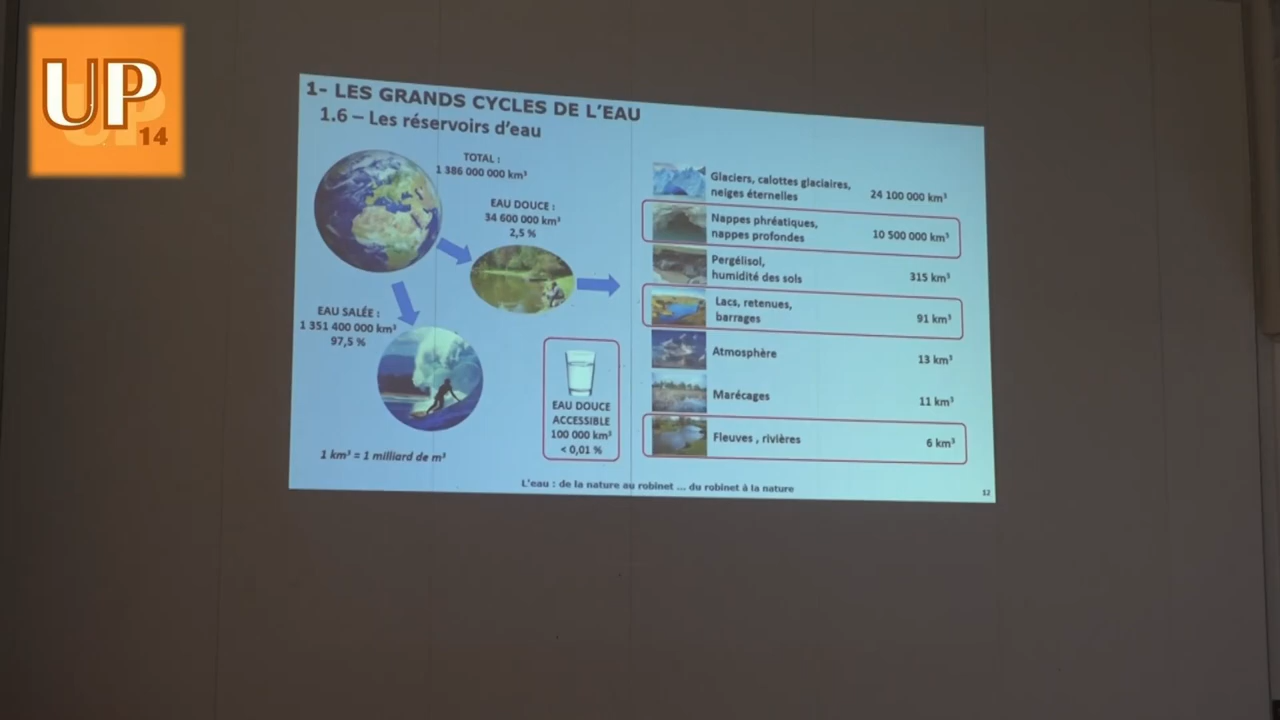 UP
14
1- LES GRANDS CYCLES DE L'EAU
1.6 – Les réservoirs d'eau
TOTAL :
1 386 000 000 km³
EAU DOUCE :
34 600 000 km³
2,5 %
EAU SALÉE :
1 351 400 000 km³
97,5 %
EAU DOUCE
ACCESSIBLE
100 000 km³
< 0,01 %
1 km³ = 1 milliard de m³
Glaciers, calottes glaciaires,
neiges éternelles
24 100 000 km³
Nappes phréatiques,
nappes profondes
10 500 000 km³
Pergélisol,
humidité des sols
315 km³
Lacs, retenues,
barrages
91 km³
Atmosphère
13 km³
Marécages
11 km³
Fleuves , rivières
6 km³
L'eau : de la nature au robinet ... du robinet à la nature
12